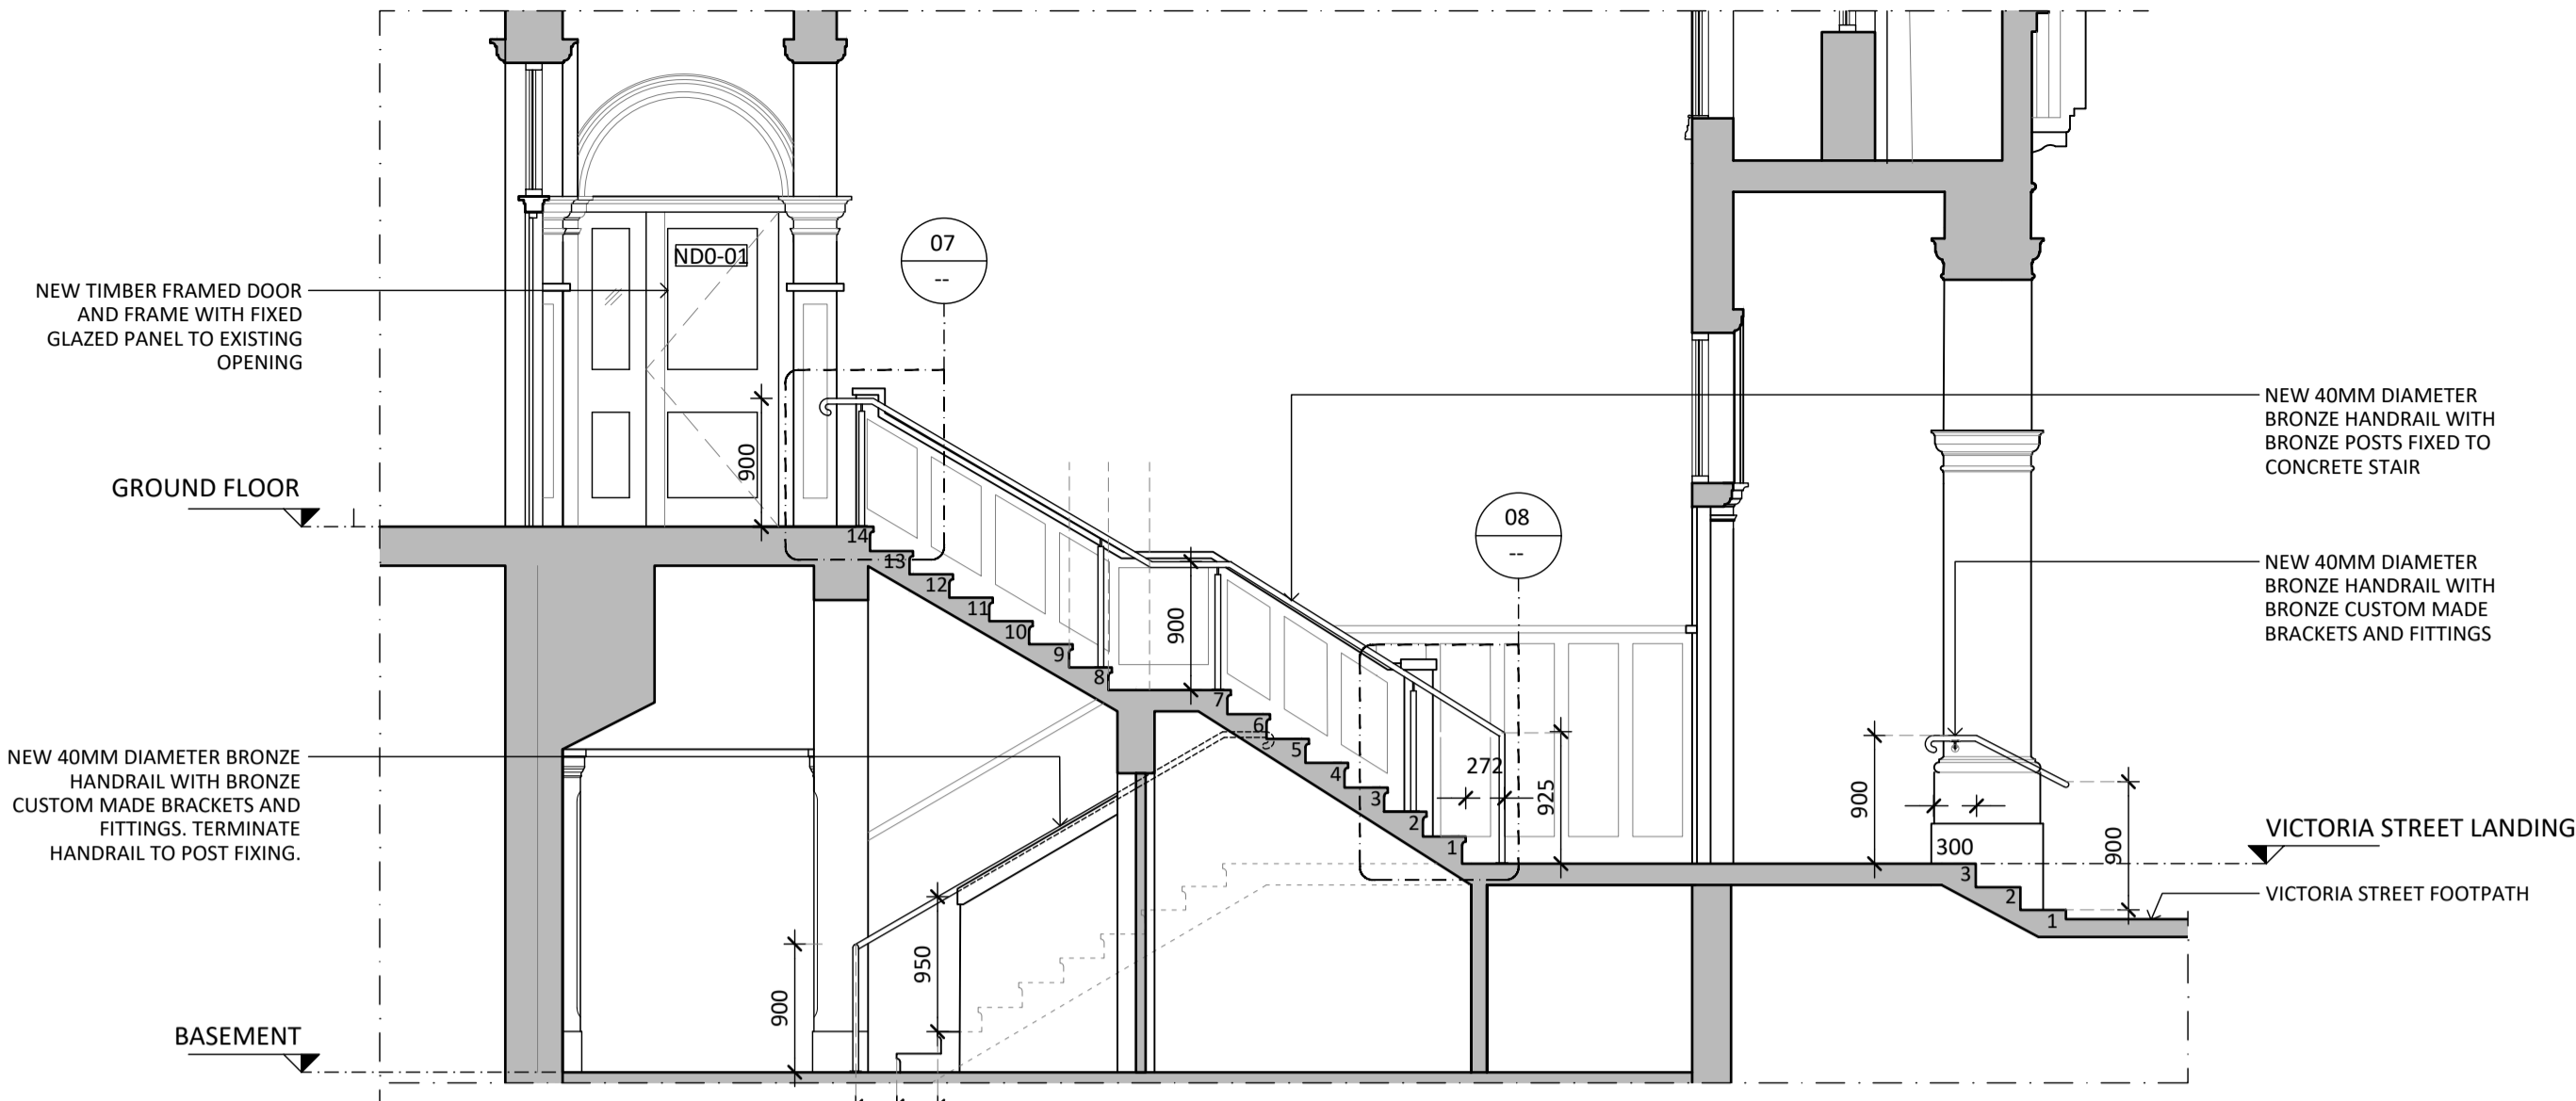 ND0-01
07
--
NEW TIMBER FRAMED DOOR
AND FRAME WITH FIXED
GLAZED PANEL TO EXISTING
OPENING
NEW 40MM DIAMETER
BRONZE HANDRAIL WITH
BRONZE POSTS FIXED TO
CONCRETE STAIR
900
GROUND FLOOR
08
--
14
13
12
11
10
9
8
7
6
5
4
3
2
1
900
NEW 40MM DIAMETER
BRONZE HANDRAIL WITH
BRONZE CUSTOM MADE
BRACKETS AND FITTINGS
272
925
900
300
900
3
2
1
VICTORIA STREET LANDING
VICTORIA STREET FOOTPATH
NEW 40MM DIAMETER BRONZE
HANDRAIL WITH BRONZE
CUSTOM MADE BRACKETS AND
FITTINGS. TERMINATE
HANDRAIL TO POST FIXING.
950
900
BASEMENT